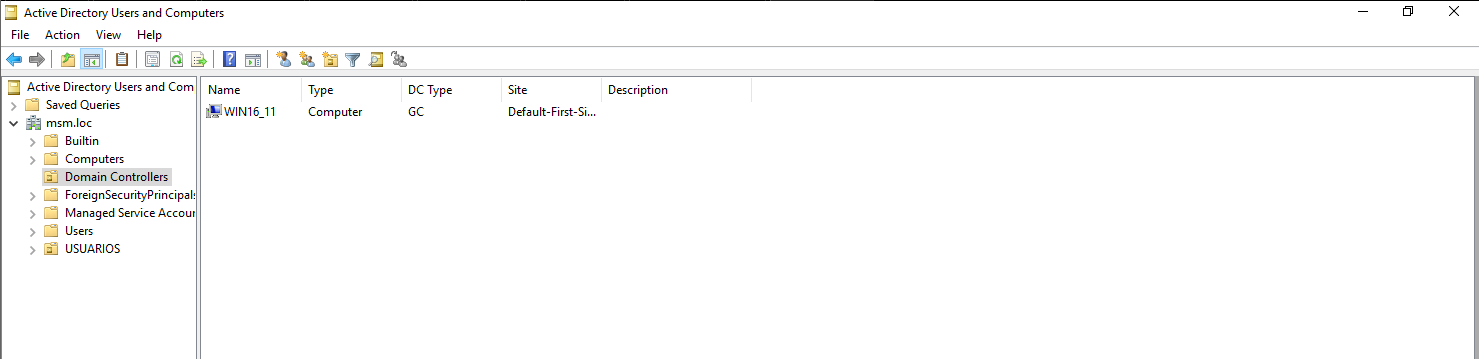 Active Directory Users and Computers
File Action View Help
Active Directory Users and Com
Saved Queries
msm.loc
Builtin
Computers
Domain Controllers
ForeignSecurityPrincipals
Managed Service Accour
Users
USUARIOS
Name Type DC Type Site Description
WIN16_11 Computer GC Default-First-Si...